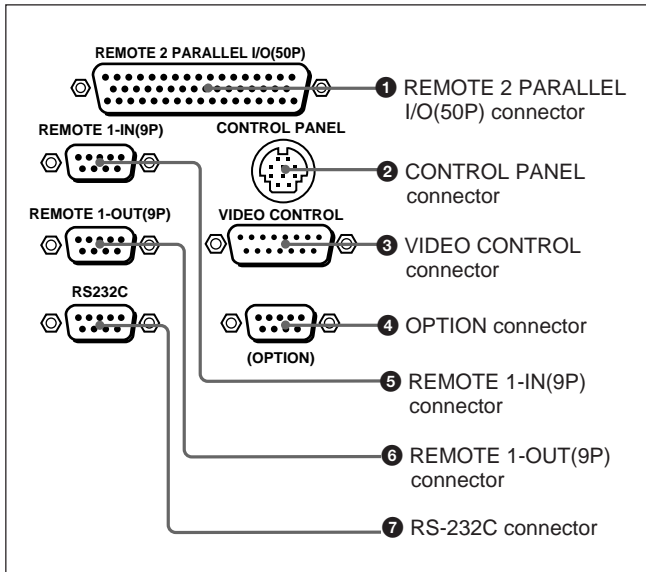 REMOTE 2 PARALLEL I/O(50P)
❶ REMOTE 2 PARALLEL
I/O(50P) connector
REMOTE 1-IN(9P)
CONTROL PANEL
❷ CONTROL PANEL
connector
REMOTE 1-OUT(9P)
VIDEO CONTROL
❸ VIDEO CONTROL
connector
RS232C
❹ OPTION connector
(OPTION)
❺ REMOTE 1-IN(9P)
connector
❻ REMOTE 1-OUT(9P)
connector
❼ RS-232C connector